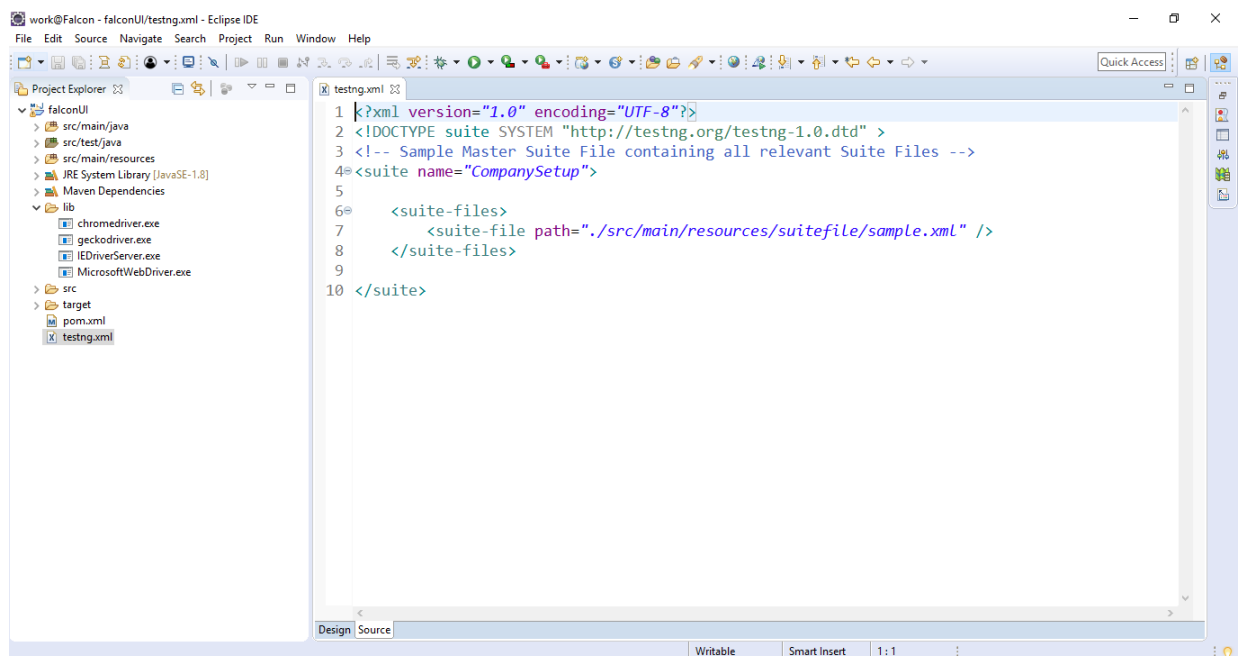 work@Falcon - falconUI/testng.xml - Eclipse IDE
File Edit Source Navigate Search Project Run Window Help
Quick Access
Project Explorer
testng.xml
falconUI
src/main/java
src/test/java
src/main/resources
JRE System Library [JavaSE-1.8]
Maven Dependencies
lib
chromedriver.exe
geckodriver.exe
IEDriverServer.exe
MicrosoftWebDriver.exe
src
target
pom.xml
testng.xml
1 <?xml version="1.0" encoding="UTF-8"?>
2 <!DOCTYPE suite SYSTEM "http://testng.org/testng-1.0.dtd" >
3 <!-- Sample Master Suite File containing all relevant Suite Files -->
4 <suite name="CompanySetup">
5
6 <suite-files>
7 <suite-file path="./src/main/resources/suitefile/sample.xml" />
8 </suite-files>
9
10 </suite>
Design Source
Writable Smart Insert 1 : 1